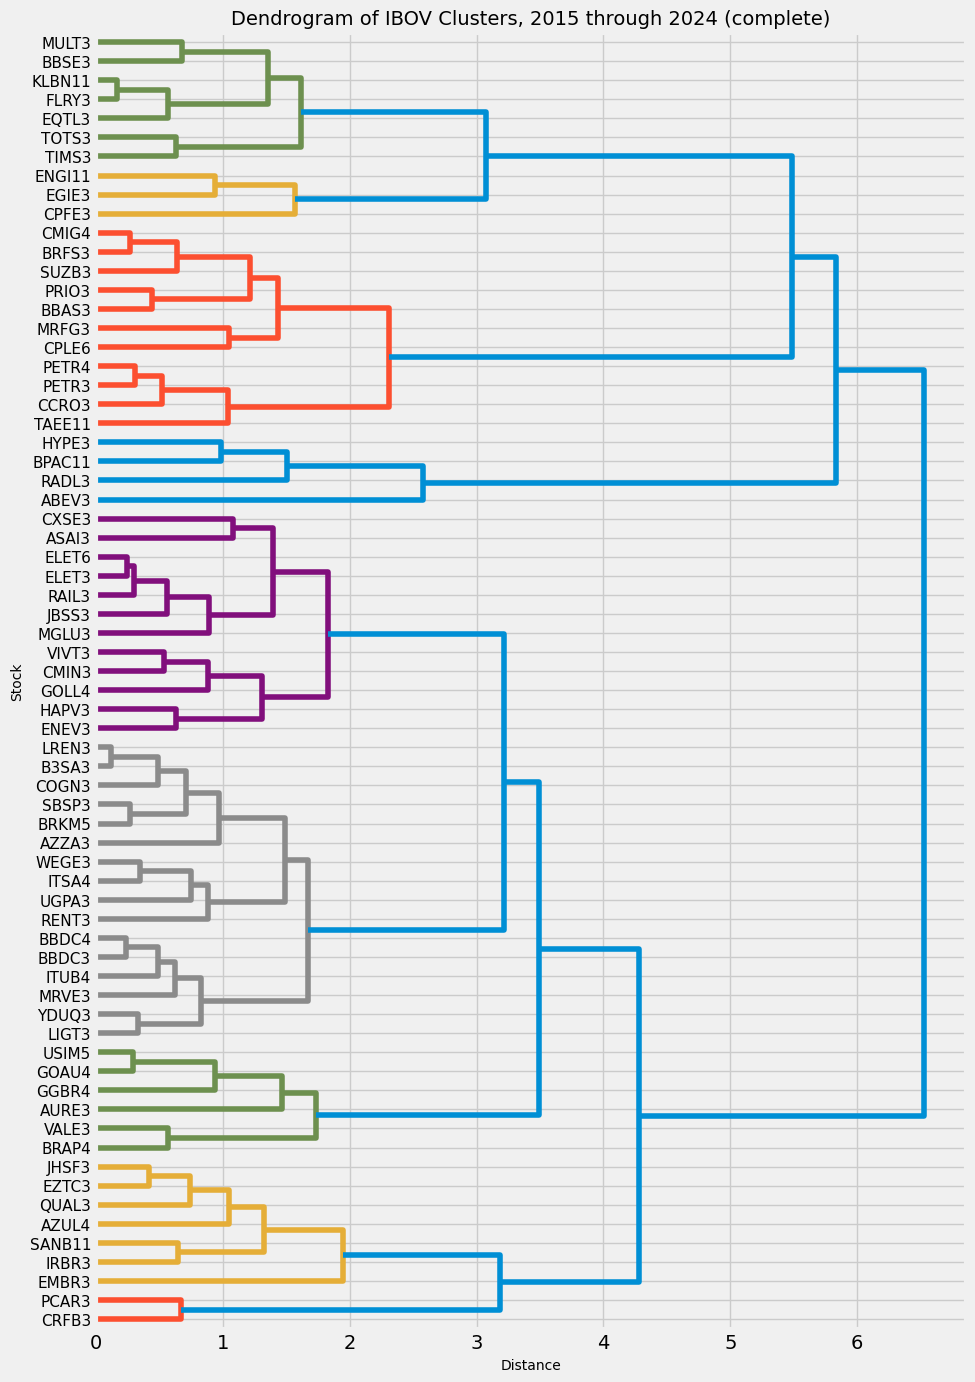 Dendrogram of IBOV Clusters, 2015 through 2024 (complete)
MULT3
BBSE3
KLBN11
FLRY3
EQTL3
TOTS3
TIMS3
ENGI11
EGIE3
CPFE3
CMIG4
BRFS3
SUZB3
PRIO3
BBAS3
MRFG3
CPLE6
PETR4
PETR3
CCRO3
TAEE11
HYPE3
BPAC11
RADL3
ABEV3
CXSE3
ASAI3
ELET6
ELET3
RAIL3
JBSS3
MGLU3
VIVT3
CMIN3
GOLL4
HAPV3
ENEV3
LREN3
B3SA3
COGN3
SBSP3
BRKM5
AZZA3
WEGE3
ITSA4
UGPA3
RENT3
BBDC4
BBDC3
ITUB4
MRVE3
YDUQ3
LIGT3
USIM5
GOAU4
GGBR4
AURE3
VALE3
BRAP4
JHSF3
EZTC3
QUAL3
AZUL4
SANB11
IRBR3
EMBR3
PCAR3
CRFB3
Stock
0 1 2 3 4 5 6
Distance